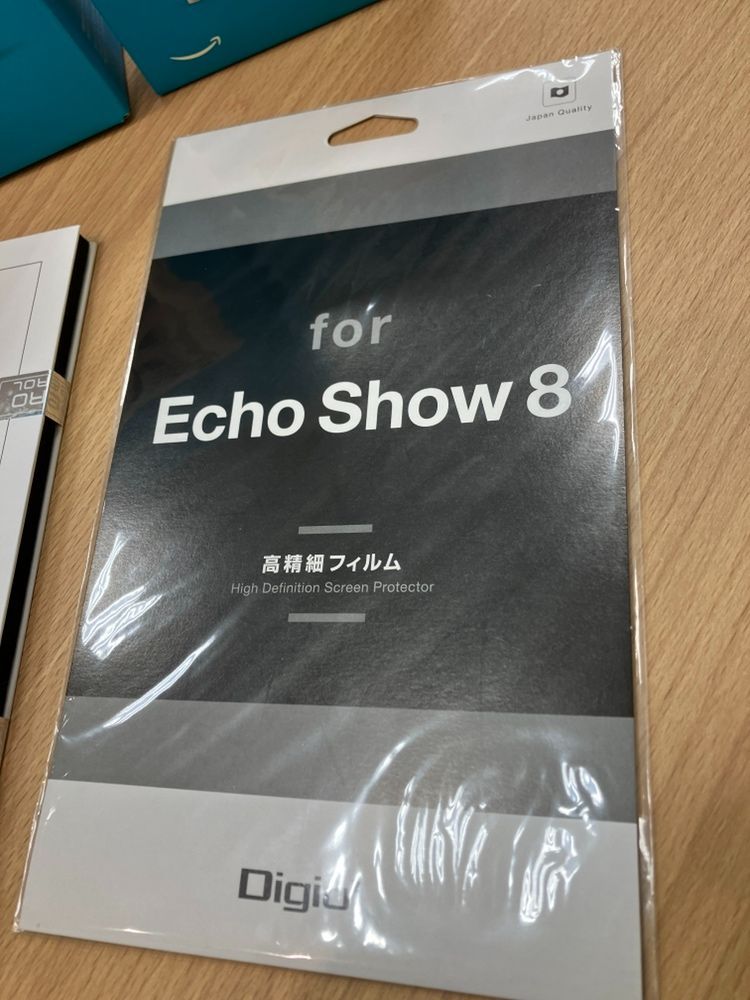 Japan Quality
for
Echo Show 8
高精細フィルム
High Definition Screen Protector
Digio